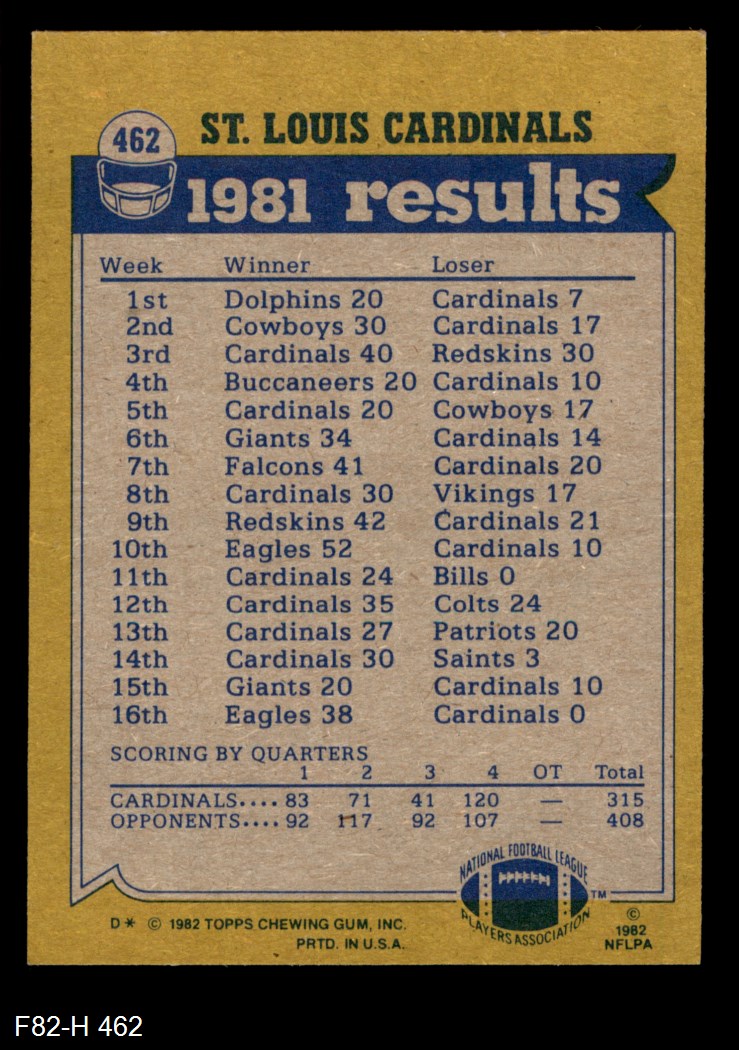 462 ST. LOUIS CARDINALS
1981 results
Week Winner Loser
1st Dolphins 20 Cardinals 7
2nd Cowboys 30 Cardinals 17
3rd Cardinals 40 Redskins 30
4th Buccaneers 20 Cardinals 10
5th Cardinals 20 Cowboys 17
6th Giants 34 Cardinals 14
7th Falcons 41 Cardinals 20
8th Cardinals 30 Vikings 17
9th Redskins 42 Cardinals 21
10th Eagles 52 Cardinals 10
11th Cardinals 24 Bills 0
12th Cardinals 35 Colts 24
13th Cardinals 27 Patriots 20
14th Cardinals 30 Saints 3
15th Giants 20 Cardinals 10
16th Eagles 38 Cardinals 0
SCORING BY QUARTERS
1 2 3 4 OT Total
CARDINALS.... 83 71 41 120 — 315
OPPONENTS.... 92 117 92 107 — 408
NATIONAL FOOTBALL LEAGUE
PLAYERS ASSOCIATION
TM
D* © 1982 TOPPS CHEWING GUM, INC.
PRTD. IN U.S.A.
©
1982
NFLPA
F82-H 462